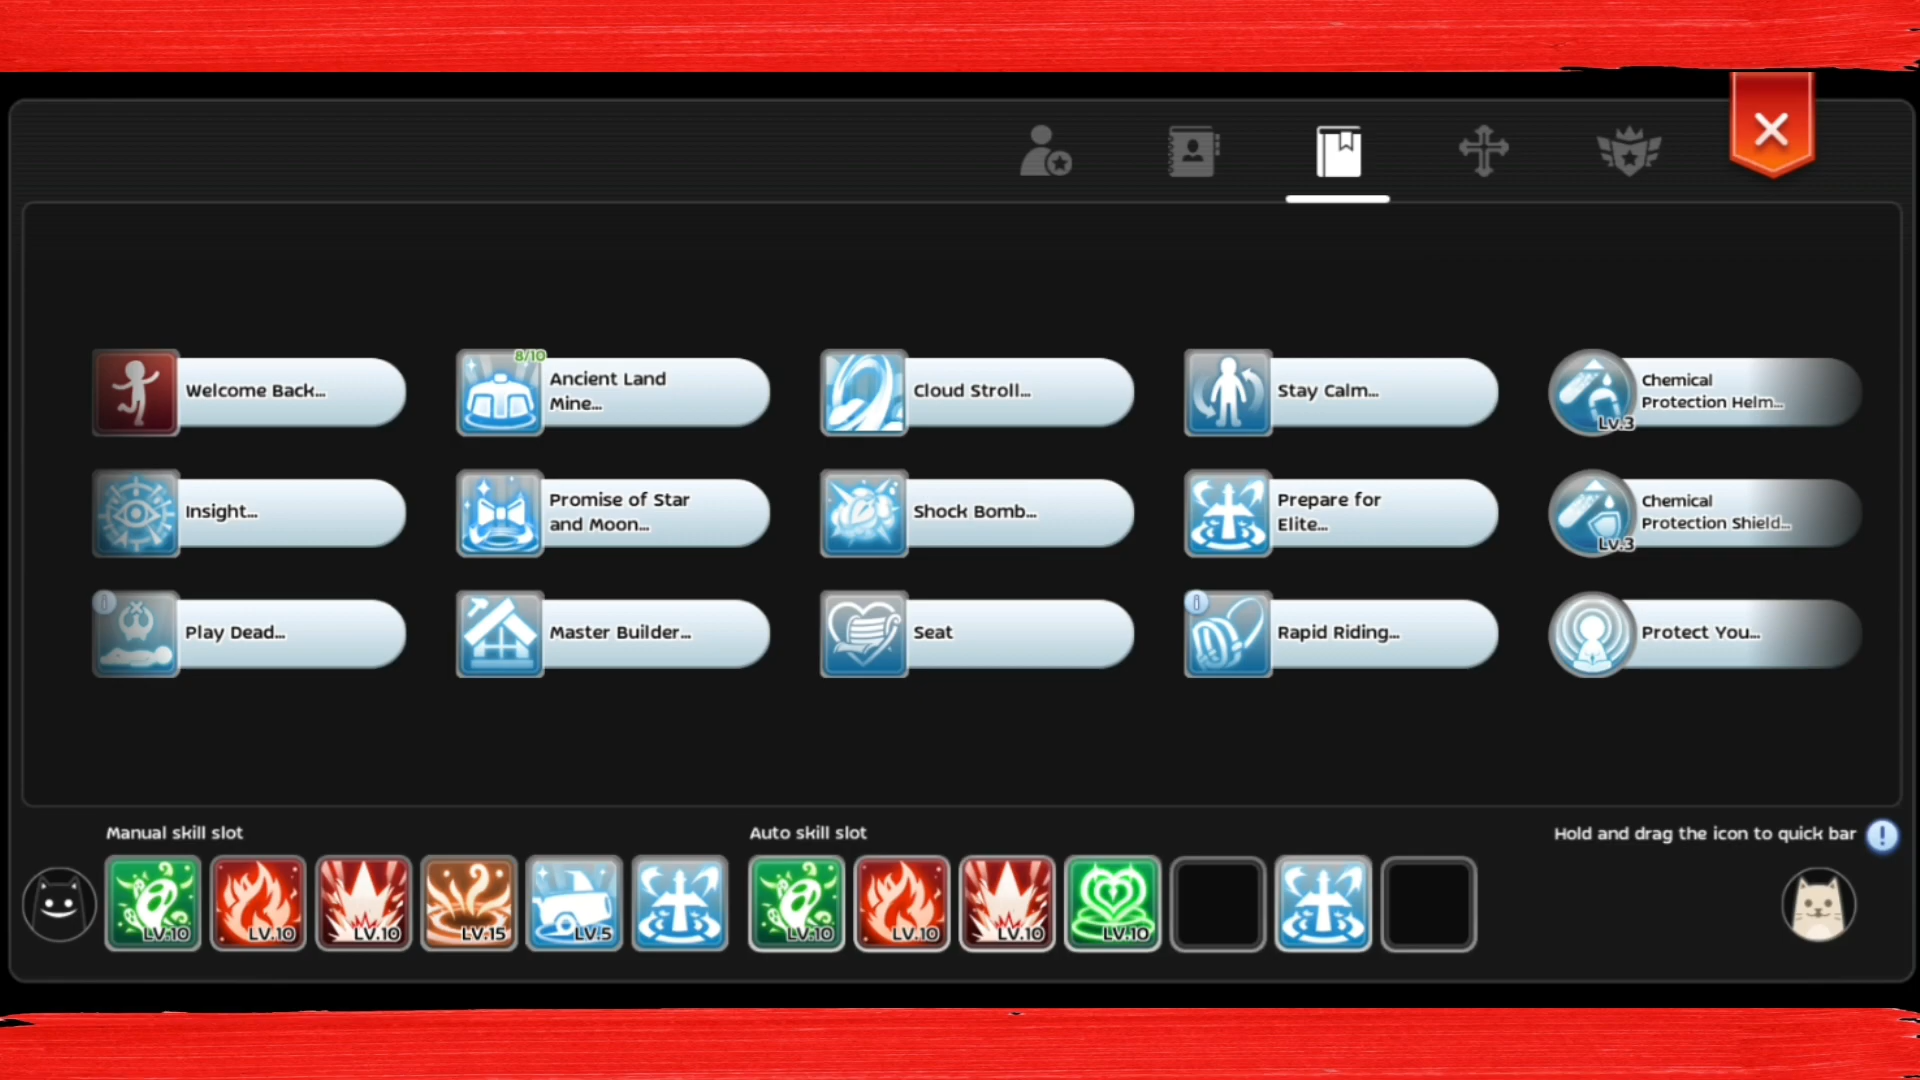 Welcome Back...
8/10
Ancient Land
Mine...
Cloud Stroll...
Stay Calm...
Chemical
Protection Helm...
Lv.3
Insight...
Promise of Star
and Moon...
Shock Bomb...
Prepare for
Elite...
Chemical
Protection Shield...
Lv.3
Play Dead...
Master Builder...
Seat
Rapid Riding...
Protect You...
Manual skill slot
Auto skill slot
Hold and drag the icon to quick bar
LV.10
LV.10
LV.10
LV.15
LV.5
LV.10
LV.10
LV.10
LV.10